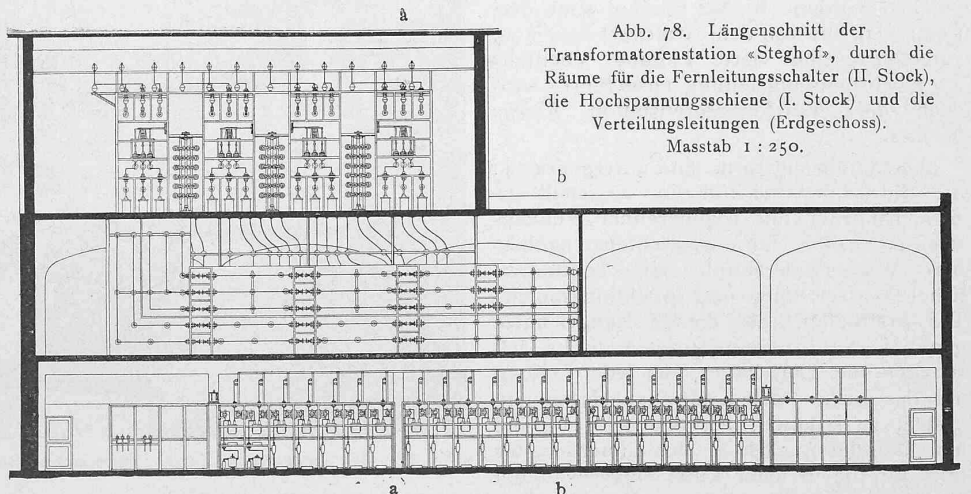 a
Abb. 78. Längenschnitt der
Transformatorenstation «Steghof», durch die
Räume für die Fernleitungsschalter (II. Stock),
die Hochspannungsschiene (I. Stock) und die
Verteilungsleitungen (Erdgeschoss).
Masstab 1 : 250.
b
a
b